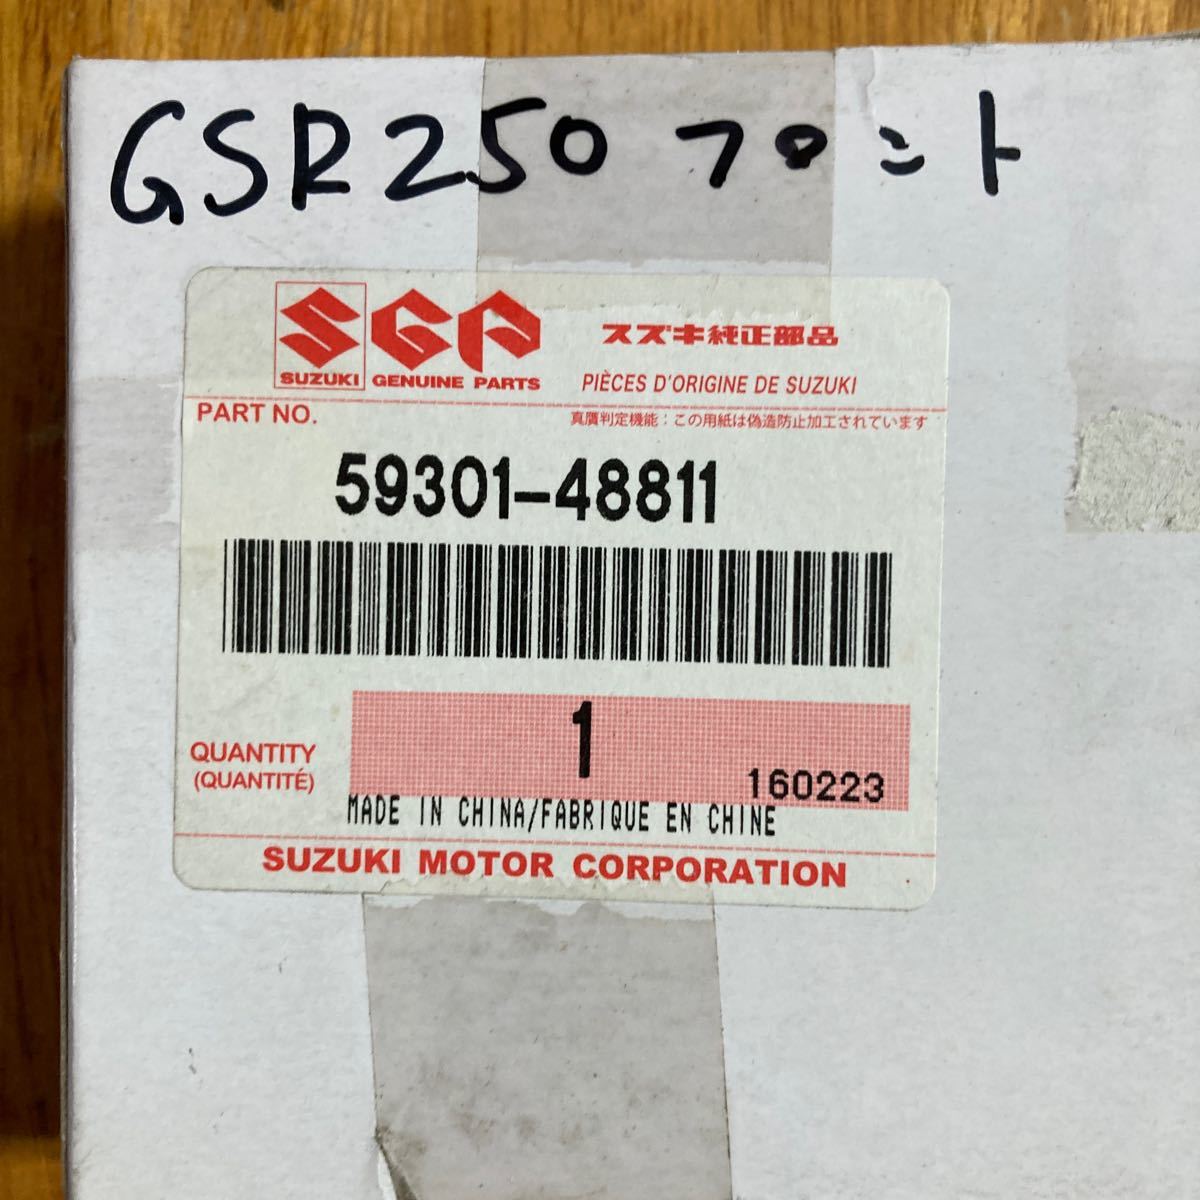 GSR250 フロント
SGP スズキ純正部品
SUZUKI GENUINE PARTS PIÈCES D'ORIGINE DE SUZUKI
PART NO. 真贋判定機能：この用紙は偽造防止加工されています
59301-48811
1
QUANTITY
(QUANTITÉ) 160223
MADE IN CHINA/FABRIQUE EN CHINE
SUZUKI MOTOR CORPORATION